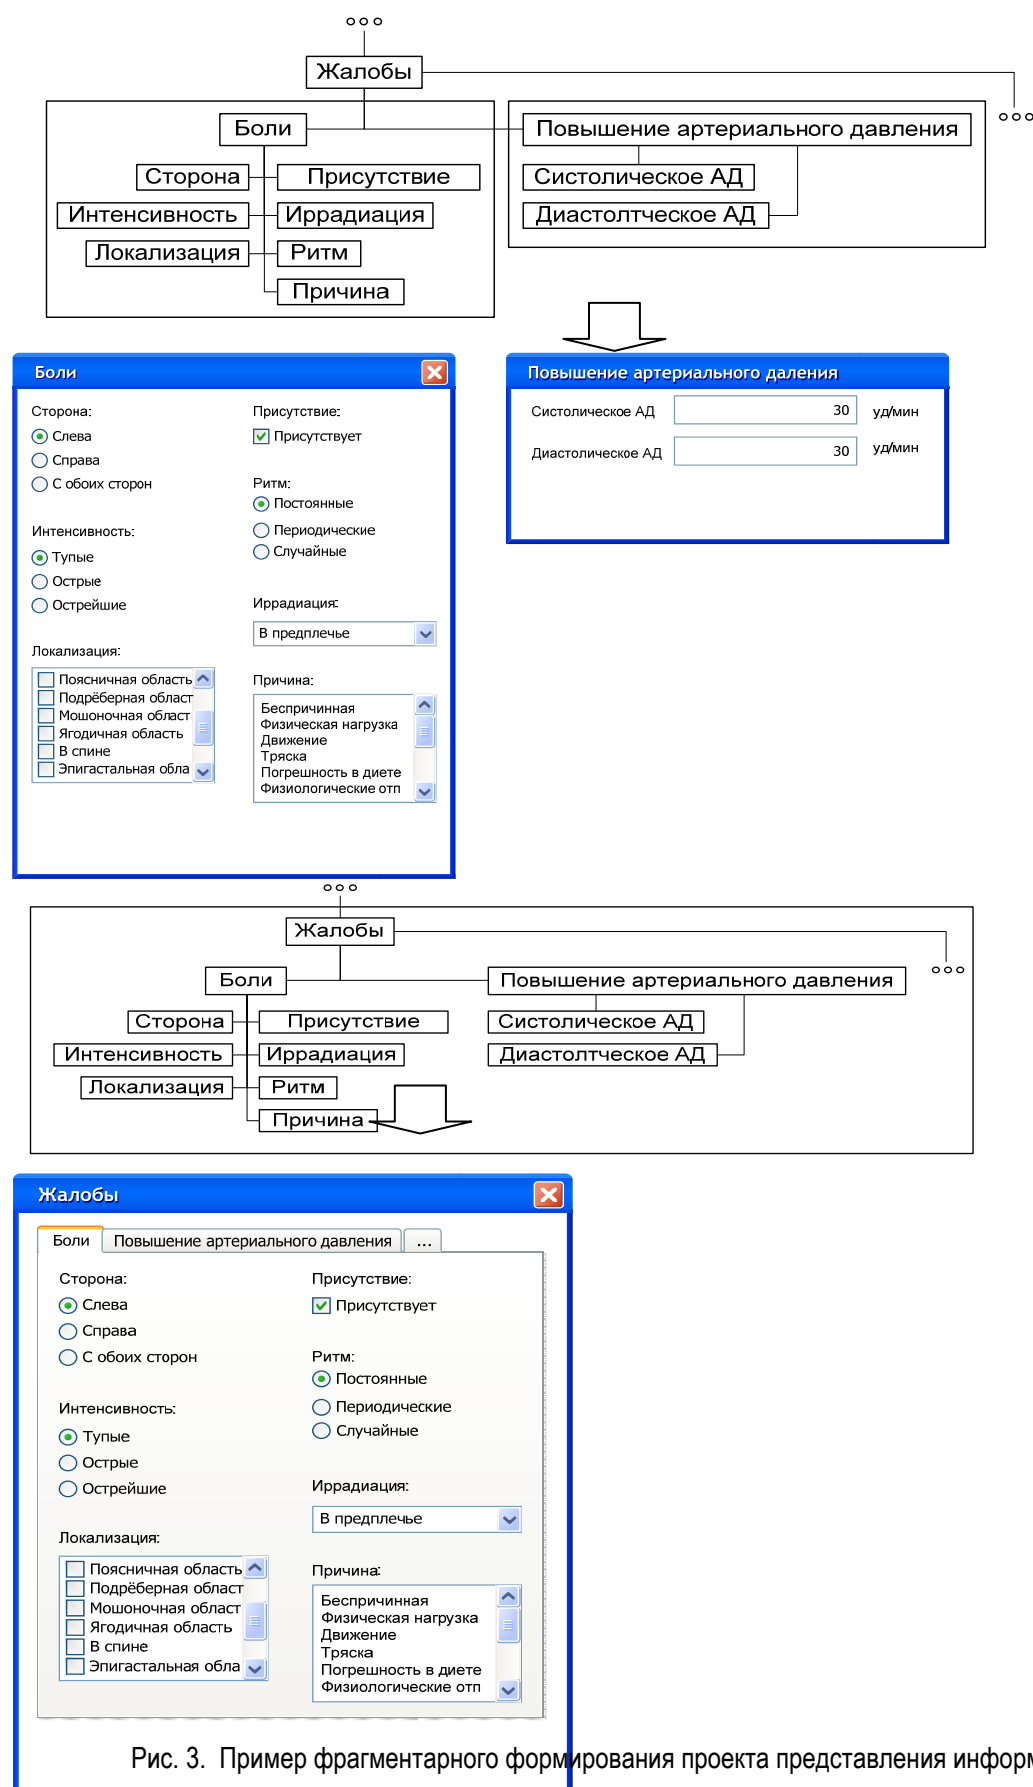 Жалобы
Боли
Повышение артериального давления
Сторона
Присутствие
Систолическое АД
Интенсивность
Иррадиация
Диастолтческое АД
Локализация
Ритм
Причина
Боли
Сторона:
Слева
Справа
С обоих сторон
Интенсивность:
Тупые
Острые
Острейшие
Локализация:
Поясничная область
Подрёберная област
Мошоночная област
Ягодичная область
В спине
Эпигастальная обла
Присутствие:
Присутствует
Ритм:
Постоянные
Периодические
Случайные
Иррадиация:
В предплечье
Причина:
Беспричинная
Физическая нагрузка
Движение
Тряска
Погрешность в диете
Физиологические отп
Повышение артериального даления
Систолическое АД 30 уд/мин
Диастолическое АД 30 уд/мин
Жалобы
Боли
Повышение артериального давления
Сторона
Присутствие
Систолическое АД
Интенсивность
Иррадиация
Диастолтческое АД
Локализация
Ритм
Причина
Жалобы
Боли Повышение артериального давления ...
Сторона:
Слева
Справа
С обоих сторон
Интенсивность:
Тупые
Острые
Острейшие
Локализация:
Поясничная область
Подрёберная област
Мошоночная област
Ягодичная область
В спине
Эпигастальная обла
Присутствие:
Присутствует
Ритм:
Постоянные
Периодические
Случайные
Иррадиация:
В предплечье
Причина:
Беспричинная
Физическая нагрузка
Движение
Тряска
Погрешность в диете
Физиологические отп
Рис. 3. Пример фрагментарного формирования проекта представления информ